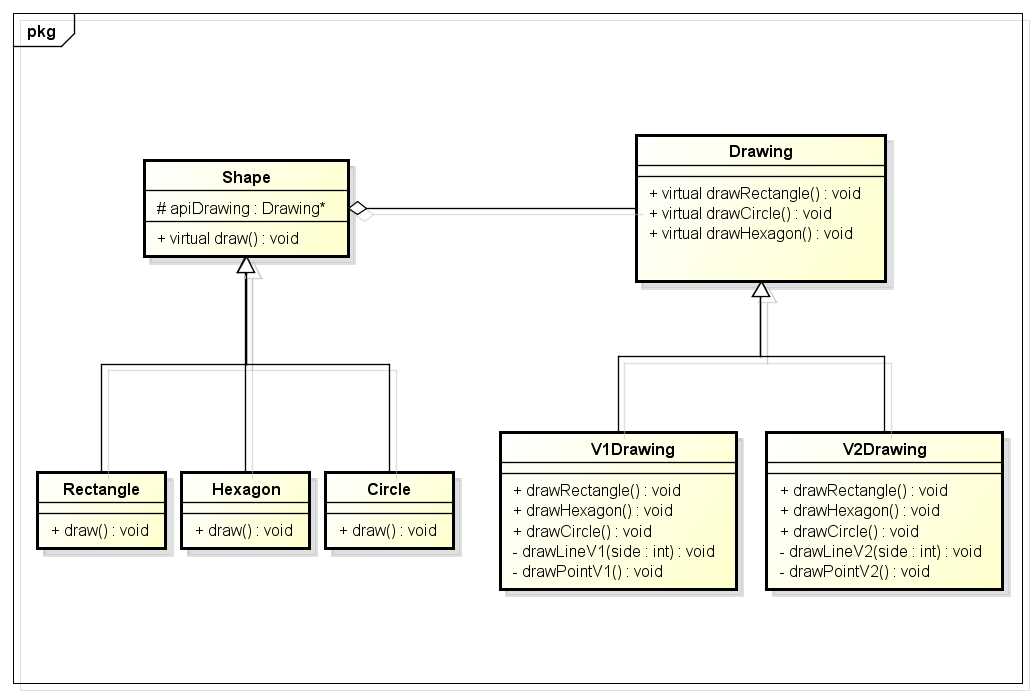 pkg
Shape
# apiDrawing : Drawing*
+ virtual draw() : void
Drawing
+ virtual drawRectangle() : void
+ virtual drawCircle() : void
+ virtual drawHexagon() : void
Rectangle
+ draw() : void
Hexagon
+ draw() : void
Circle
+ draw() : void
V1Drawing
+ drawRectangle() : void
+ drawHexagon() : void
+ drawCircle() : void
- drawLineV1(side : int) : void
- drawPointV1() : void
V2Drawing
+ drawRectangle() : void
+ drawHexagon() : void
+ drawCircle() : void
- drawLineV2(side : int) : void
- drawPointV2() : void